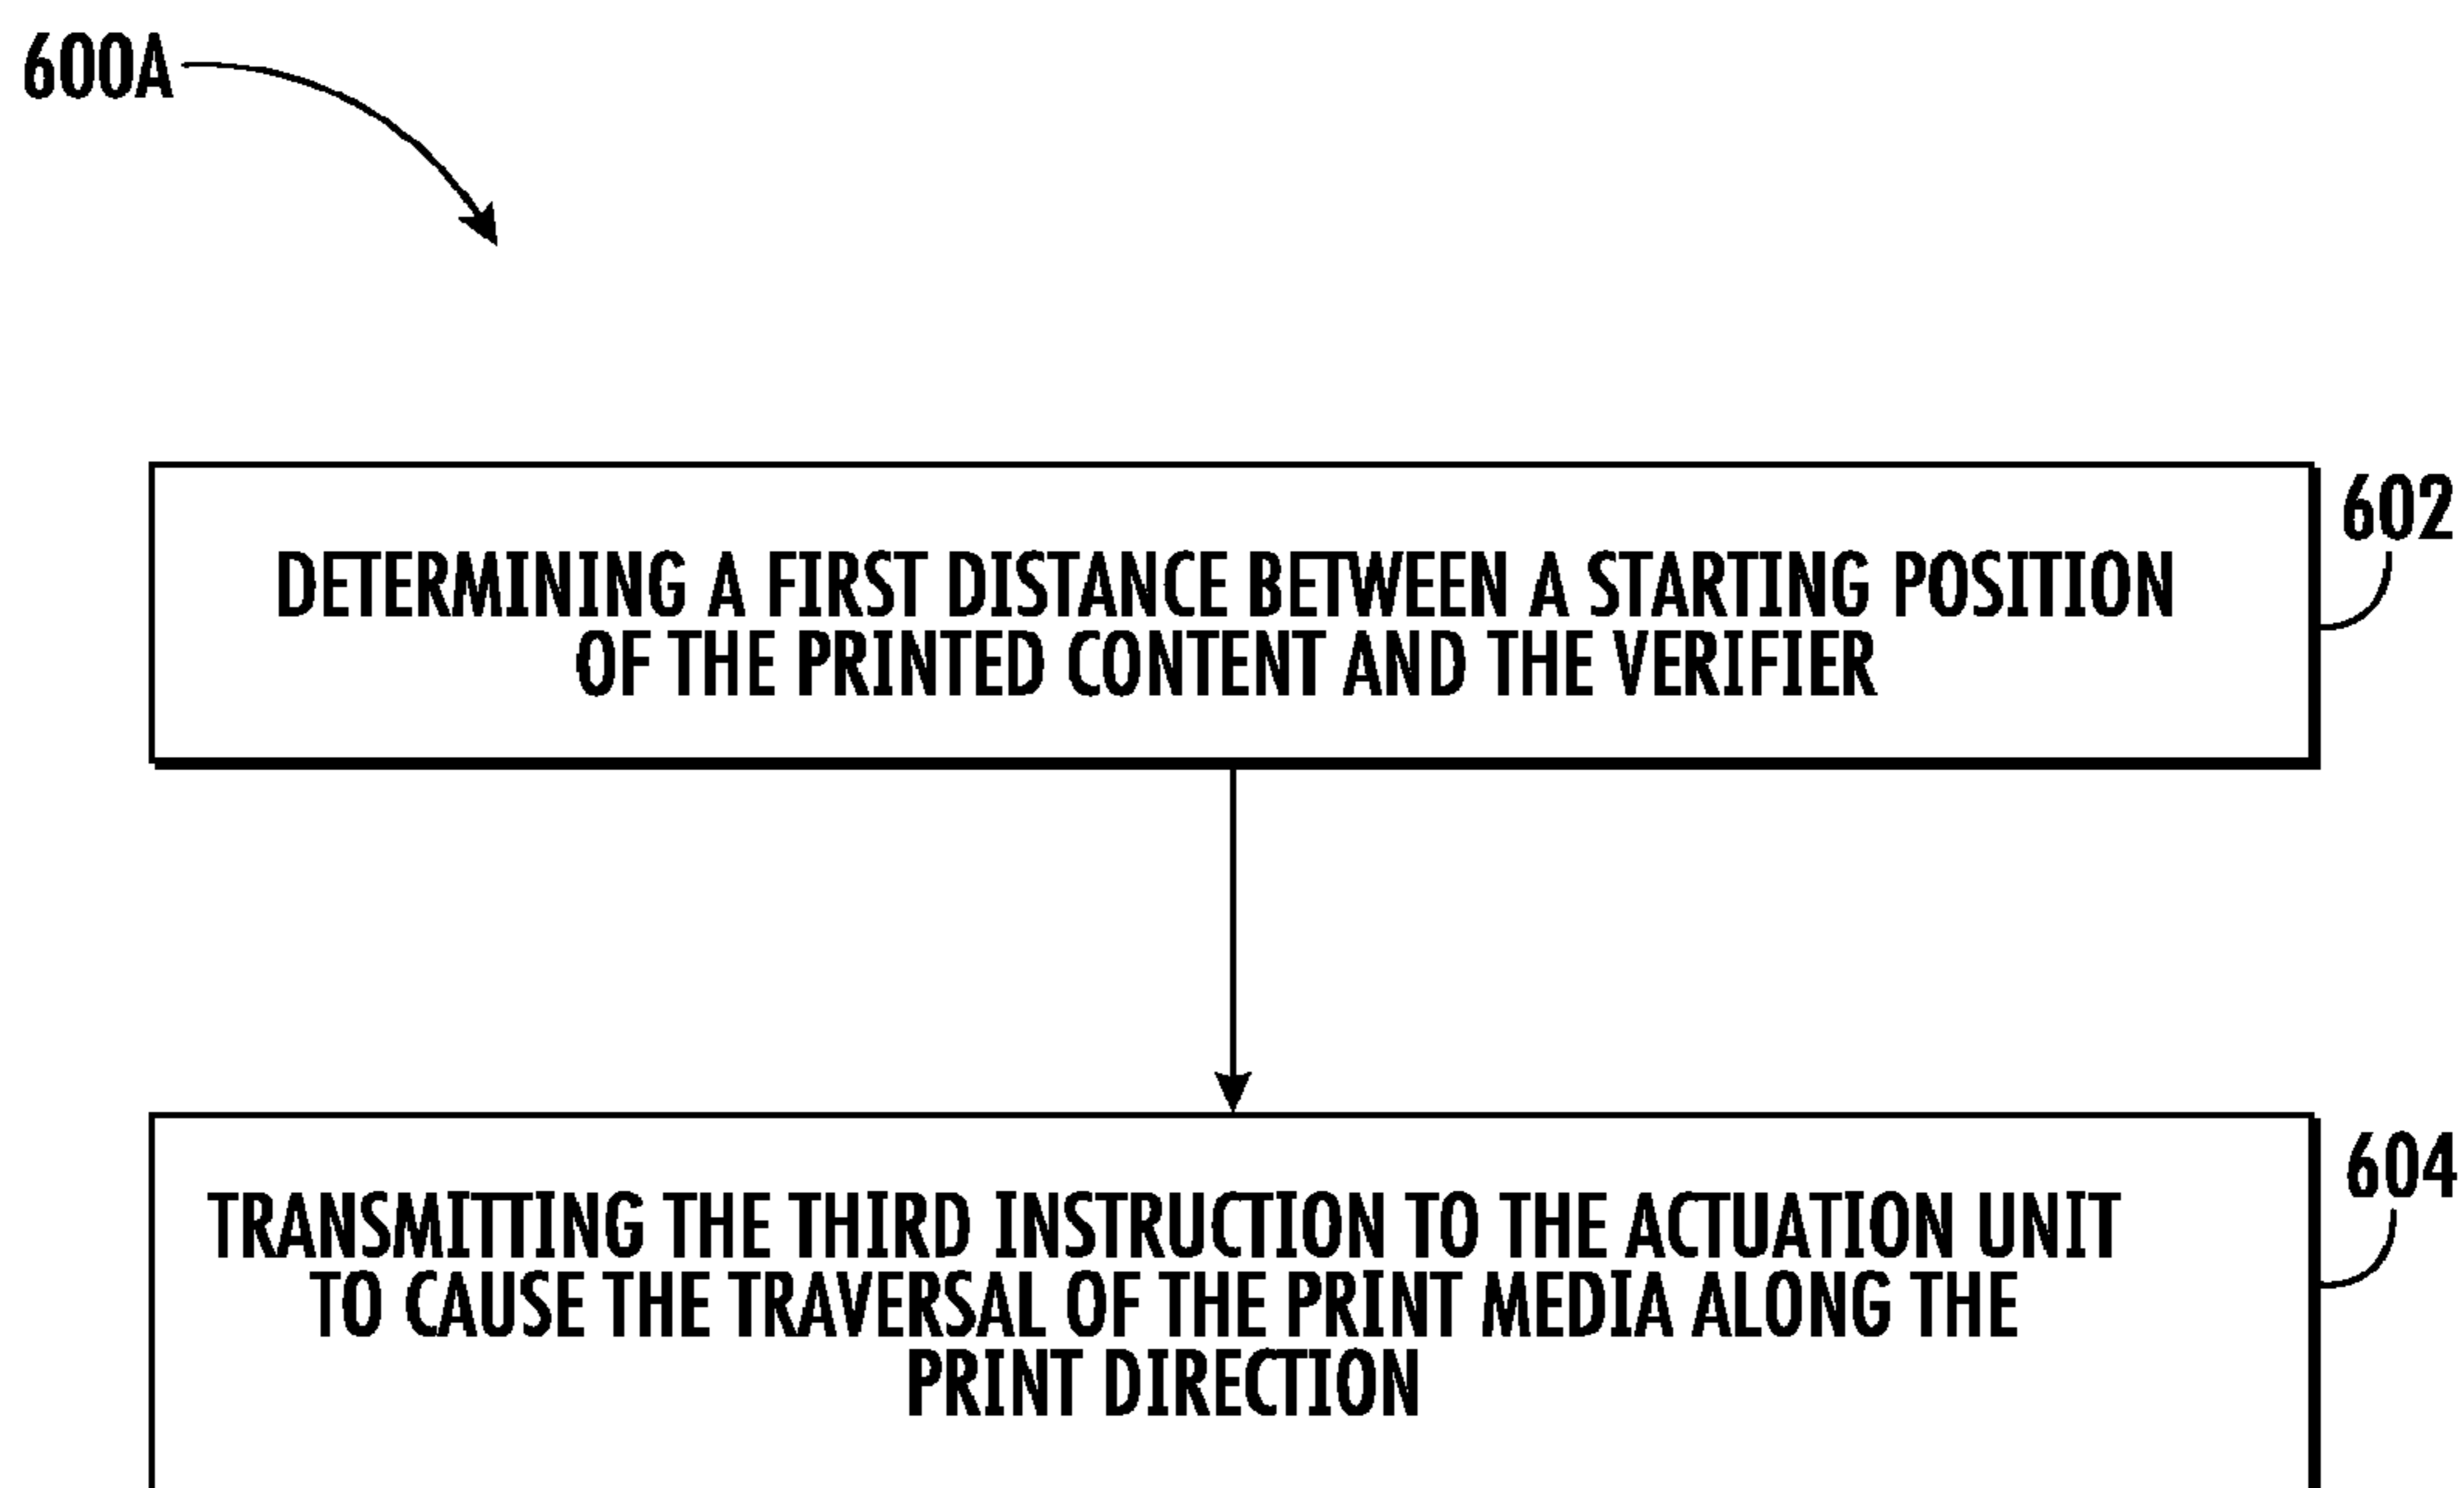 600A
602
DETERMINING A FIRST DISTANCE BETWEEN A STARTING POSITION
OF THE PRINTED CONTENT AND THE VERIFIER
604
TRANSMITTING THE THIRD INSTRUCTION TO THE ACTUATION UNIT
TO CAUSE THE TRAVERSAL OF THE PRINT MEDIA ALONG THE
PRINT DIRECTION